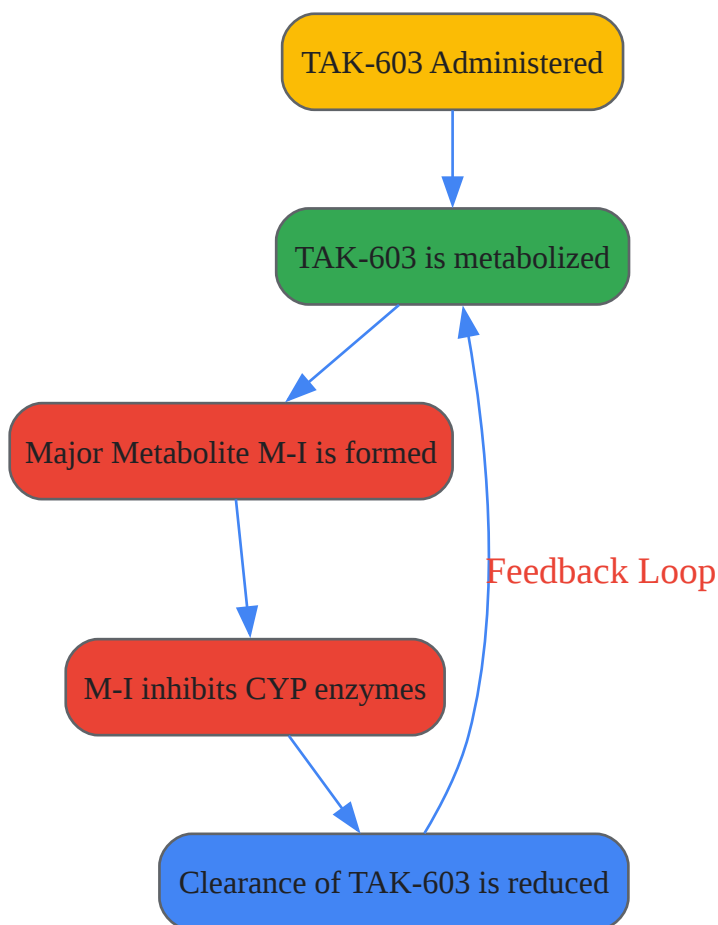 TAK-603 Administered
TAK-603 is metabolized
Major Metabolite M-I is formed
Feedback Loop
M-I inhibits CYP enzymes
Clearance of TAK-603 is reduced